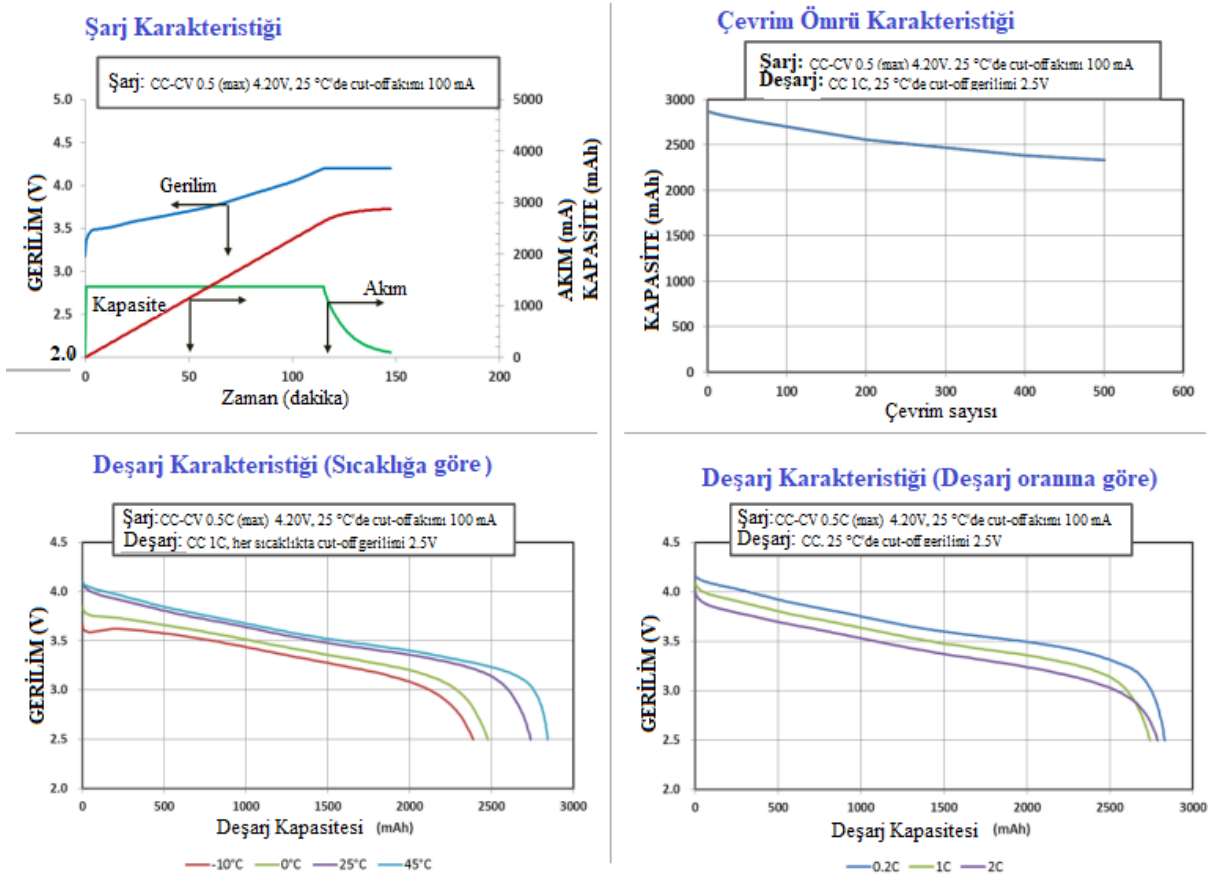 Şarj Karakteristiği
Şarj: CC-CV 0.5 (max) 4.20V, 25 °C'de cut-off akımı 100 mA
5.0
4.5
4.0
3.5
3.0
2.5
2.0
GERİLİM (V)
Gerilim
Kapasite
Akım
5000
4000
3000
2000
1000
0
AKIM (mA)
KAPASİTE (mAh)
0
50
100
150
200
Zaman (dakika)
Çevrim Ömrü Karakteristiği
Şarj: CC-CV 0.5 (max) 4.20V, 25 °C'de cut-off akımı 100 mA
Deşarj: CC 1C, 25 °C'de cut-off gerilimi 2.5V
3000
2500
2000
1500
1000
500
0
KAPASİTE (mAh)
0
100
200
300
400
500
600
Çevrim sayısı
Deşarj Karakteristiği (Sıcaklığa göre)
Şarj: CC-CV 0.5C (max) 4.20V, 25 °C'de cut-off akımı 100 mA
Deşarj: CC 1C, her sıcaklıkta cut-off gerilimi 2.5V
4.5
4.0
3.5
3.0
2.5
2.0
GERİLİM (V)
0
500
1000
1500
2000
2500
3000
Deşarj Kapasitesi (mAh)
-10°C 0°C 25°C 45°C
Deşarj Karakteristiği (Deşarj oranına göre)
Şarj: CC-CV 0.5C (max) 4.20V, 25 °C'de cut-off akımı 100 mA
Deşarj: CC, 25 °C'de cut-off gerilimi 2.5V
4.5
4.0
3.5
3.0
2.5
2.0
GERİLİM (V)
0
500
1000
1500
2000
2500
3000
Deşarj Kapasitesi (mAh)
0.2C 1C 2C